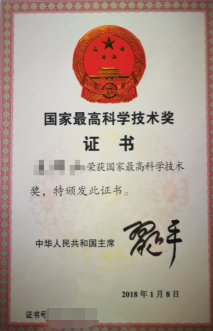 国家最高科学技术奖
证书
荣获国家最高科学技术
奖，特颁发此证书。
中华人民共和国主席
2018年1月8日
证书号